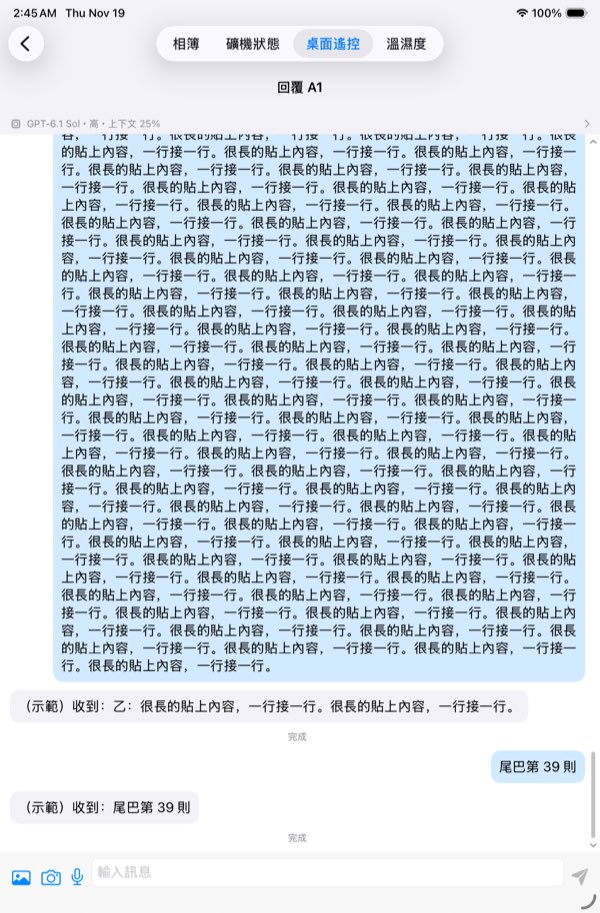 2:45 AM Thu Nov 19 100%
相簿 礦機狀態 桌面遙控 溫濕度
回覆 A1
GPT-6.1 Sol・高・上下文 25%
容，一行接一行。很長的貼上內容，一行接一行。很長的貼上內容，一行接一行。很長
的貼上內容，一行接一行。很長的貼上內容，一行接一行。很長的貼上內容，一行接一
行。很長的貼上內容，一行接一行。很長的貼上內容，一行接一行。很長的貼上內容，
一行接一行。很長的貼上內容，一行接一行。很長的貼上內容，一行接一行。很長的貼
上內容，一行接一行。很長的貼上內容，一行接一行。很長的貼上內容，一行接一行。
很長的貼上內容，一行接一行。很長的貼上內容，一行接一行。很長的貼上內容，一行
接一行。很長的貼上內容，一行接一行。很長的貼上內容，一行接一行。很長的貼上內
容，一行接一行。很長的貼上內容，一行接一行。很長的貼上內容，一行接一行。很長
的貼上內容，一行接一行。很長的貼上內容，一行接一行。很長的貼上內容，一行接一
行。很長的貼上內容，一行接一行。很長的貼上內容，一行接一行。很長的貼上內容，
一行接一行。很長的貼上內容，一行接一行。很長的貼上內容，一行接一行。很長的貼
上內容，一行接一行。很長的貼上內容，一行接一行。很長的貼上內容，一行接一行。
很長的貼上內容，一行接一行。很長的貼上內容，一行接一行。很長的貼上內容，一行
接一行。很長的貼上內容，一行接一行。很長的貼上內容，一行接一行。很長的貼上內
容，一行接一行。很長的貼上內容，一行接一行。很長的貼上內容，一行接一行。很長
的貼上內容，一行接一行。很長的貼上內容，一行接一行。很長的貼上內容，一行接一
行。很長的貼上內容，一行接一行。很長的貼上內容，一行接一行。很長的貼上內容，
一行接一行。很長的貼上內容，一行接一行。很長的貼上內容，一行接一行。很長的貼
上內容，一行接一行。很長的貼上內容，一行接一行。很長的貼上內容，一行接一行。
很長的貼上內容，一行接一行。很長的貼上內容，一行接一行。很長的貼上內容，一行
接一行。很長的貼上內容，一行接一行。很長的貼上內容，一行接一行。很長的貼上內
容，一行接一行。很長的貼上內容，一行接一行。很長的貼上內容，一行接一行。很長
的貼上內容，一行接一行。很長的貼上內容，一行接一行。很長的貼上內容，一行接一
行。很長的貼上內容，一行接一行。很長的貼上內容，一行接一行。很長的貼上內容，
一行接一行。很長的貼上內容，一行接一行。很長的貼上內容，一行接一行。很長的貼
上內容，一行接一行。很長的貼上內容，一行接一行。很長的貼上內容，一行接一行。
很長的貼上內容，一行接一行。很長的貼上內容，一行接一行。很長的貼上內容，一行
接一行。很長的貼上內容，一行接一行。很長的貼上內容，一行接一行。很長的貼上內
容，一行接一行。很長的貼上內容，一行接一行。很長的貼上內容，一行接一行。很長
的貼上內容，一行接一行。很長的貼上內容，一行接一行。很長的貼上內容，一行接一
行。很長的貼上內容，一行接一行。
（示範）收到：乙：很長的貼上內容，一行接一行。很長的貼上內容，一行接一行。
完成
尾巴第 39 則
（示範）收到：尾巴第 39 則
完成
輸入訊息